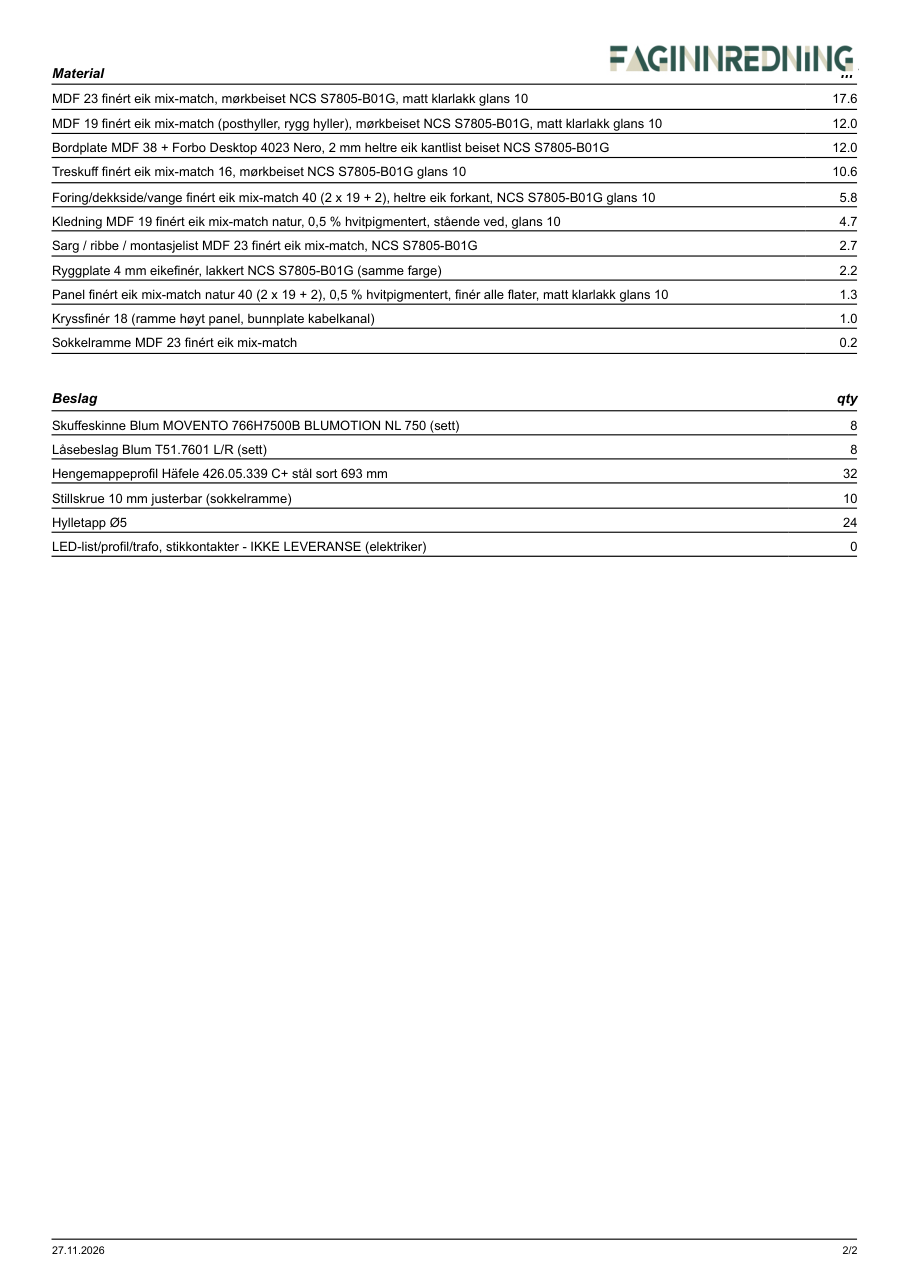 FAGINNREDNING
Material
MDF 23 finért eik mix-match, mørkbeiset NCS S7805-B01G, matt klarlakk glans 10 17.6
MDF 19 finért eik mix-match (posthyller, rygg hyller), mørkbeiset NCS S7805-B01G, matt klarlakk glans 10 12.0
Bordplate MDF 38 + Forbo Desktop 4023 Nero, 2 mm heltre eik kantlist beiset NCS S7805-B01G 12.0
Treskuff finért eik mix-match 16, mørkbeiset NCS S7805-B01G glans 10 10.6
Foring/dekkside/vange finért eik mix-match 40 (2 x 19 + 2), heltre eik forkant, NCS S7805-B01G glans 10 5.8
Kledning MDF 19 finért eik mix-match natur, 0,5 % hvitpigmentert, stående ved, glans 10 4.7
Sarg / ribbe / montasjelist MDF 23 finért eik mix-match, NCS S7805-B01G 2.7
Ryggplate 4 mm eikefinér, lakkert NCS S7805-B01G (samme farge) 2.2
Panel finért eik mix-match natur 40 (2 x 19 + 2), 0,5 % hvitpigmentert, finér alle flater, matt klarlakk glans 10 1.3
Kryssfinér 18 (ramme høyt panel, bunnplate kabelkanal) 1.0
Sokkelramme MDF 23 finért eik mix-match 0.2
Beslag qty
Skuffeskinne Blum MOVENTO 766H7500B BLUMOTION NL 750 (sett) 8
Låsebeslag Blum T51.7601 L/R (sett) 8
Hengemappeprofil Häfele 426.05.339 C+ stål sort 693 mm 32
Stillskrue 10 mm justerbar (sokkelramme) 10
Hylletapp Ø5 24
LED-list/profil/trafo, stikkontakter - IKKE LEVERANSE (elektriker) 0
27.11.2026 2/2